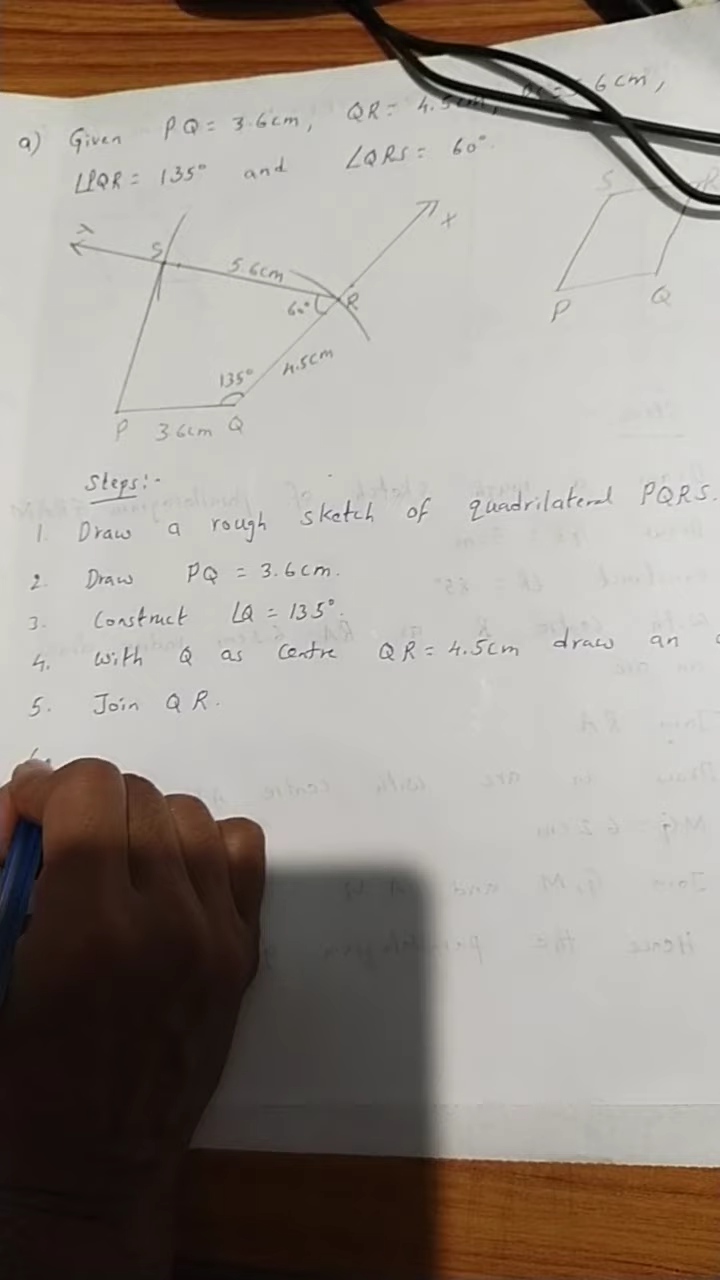 a) Given PQ = 3.6cm, QR = 4.5cm, 5.6cm,
∠PQR = 135° and ∠QRS = 60°.
S R
P Q
Y S 5.6cm X
60° R
135° 4.5cm
P 3.6cm Q
Steps:-
1. Draw a rough sketch of quadrilateral PQRS.
2. Draw PQ = 3.6cm.
3. Construct ∠Q = 135°.
4. With Q as centre QR = 4.5cm draw an
5. Join QR.